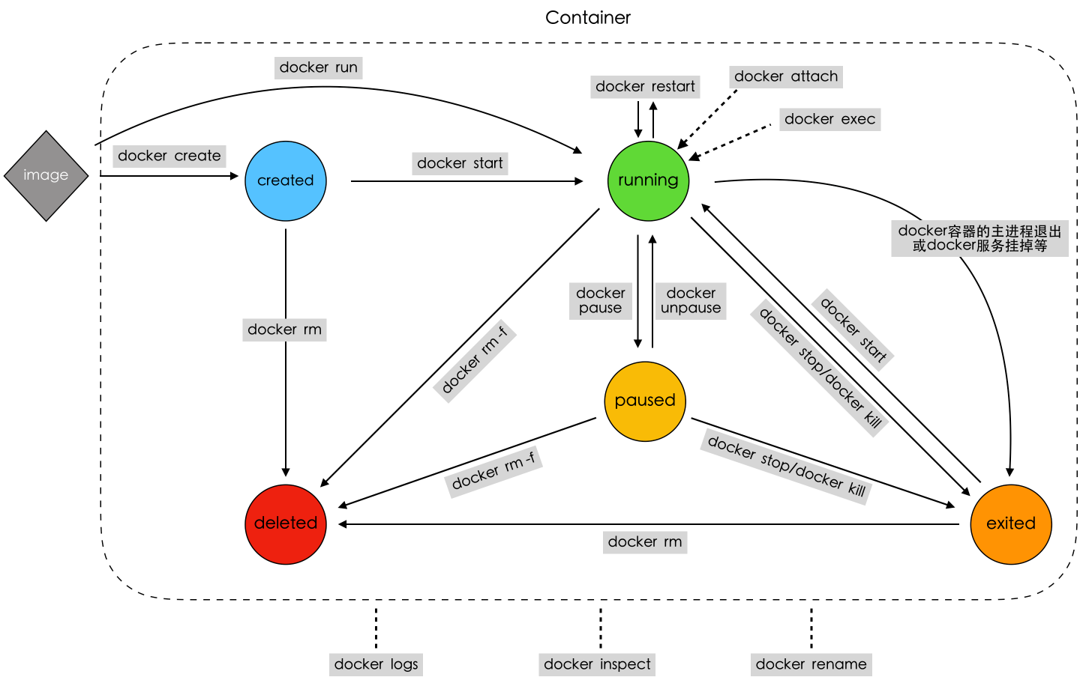 Container
docker run
docker restart
docker attach
docker exec
image
docker create
created
docker start
running
docker容器的主进程退出
或docker服务挂掉等
docker
pause
docker
unpause
docker rm
docker rm -f
docker start
docker stop/docker kill
paused
docker rm -f
docker stop/docker kill
deleted
exited
docker rm
docker logs
docker inspect
docker rename